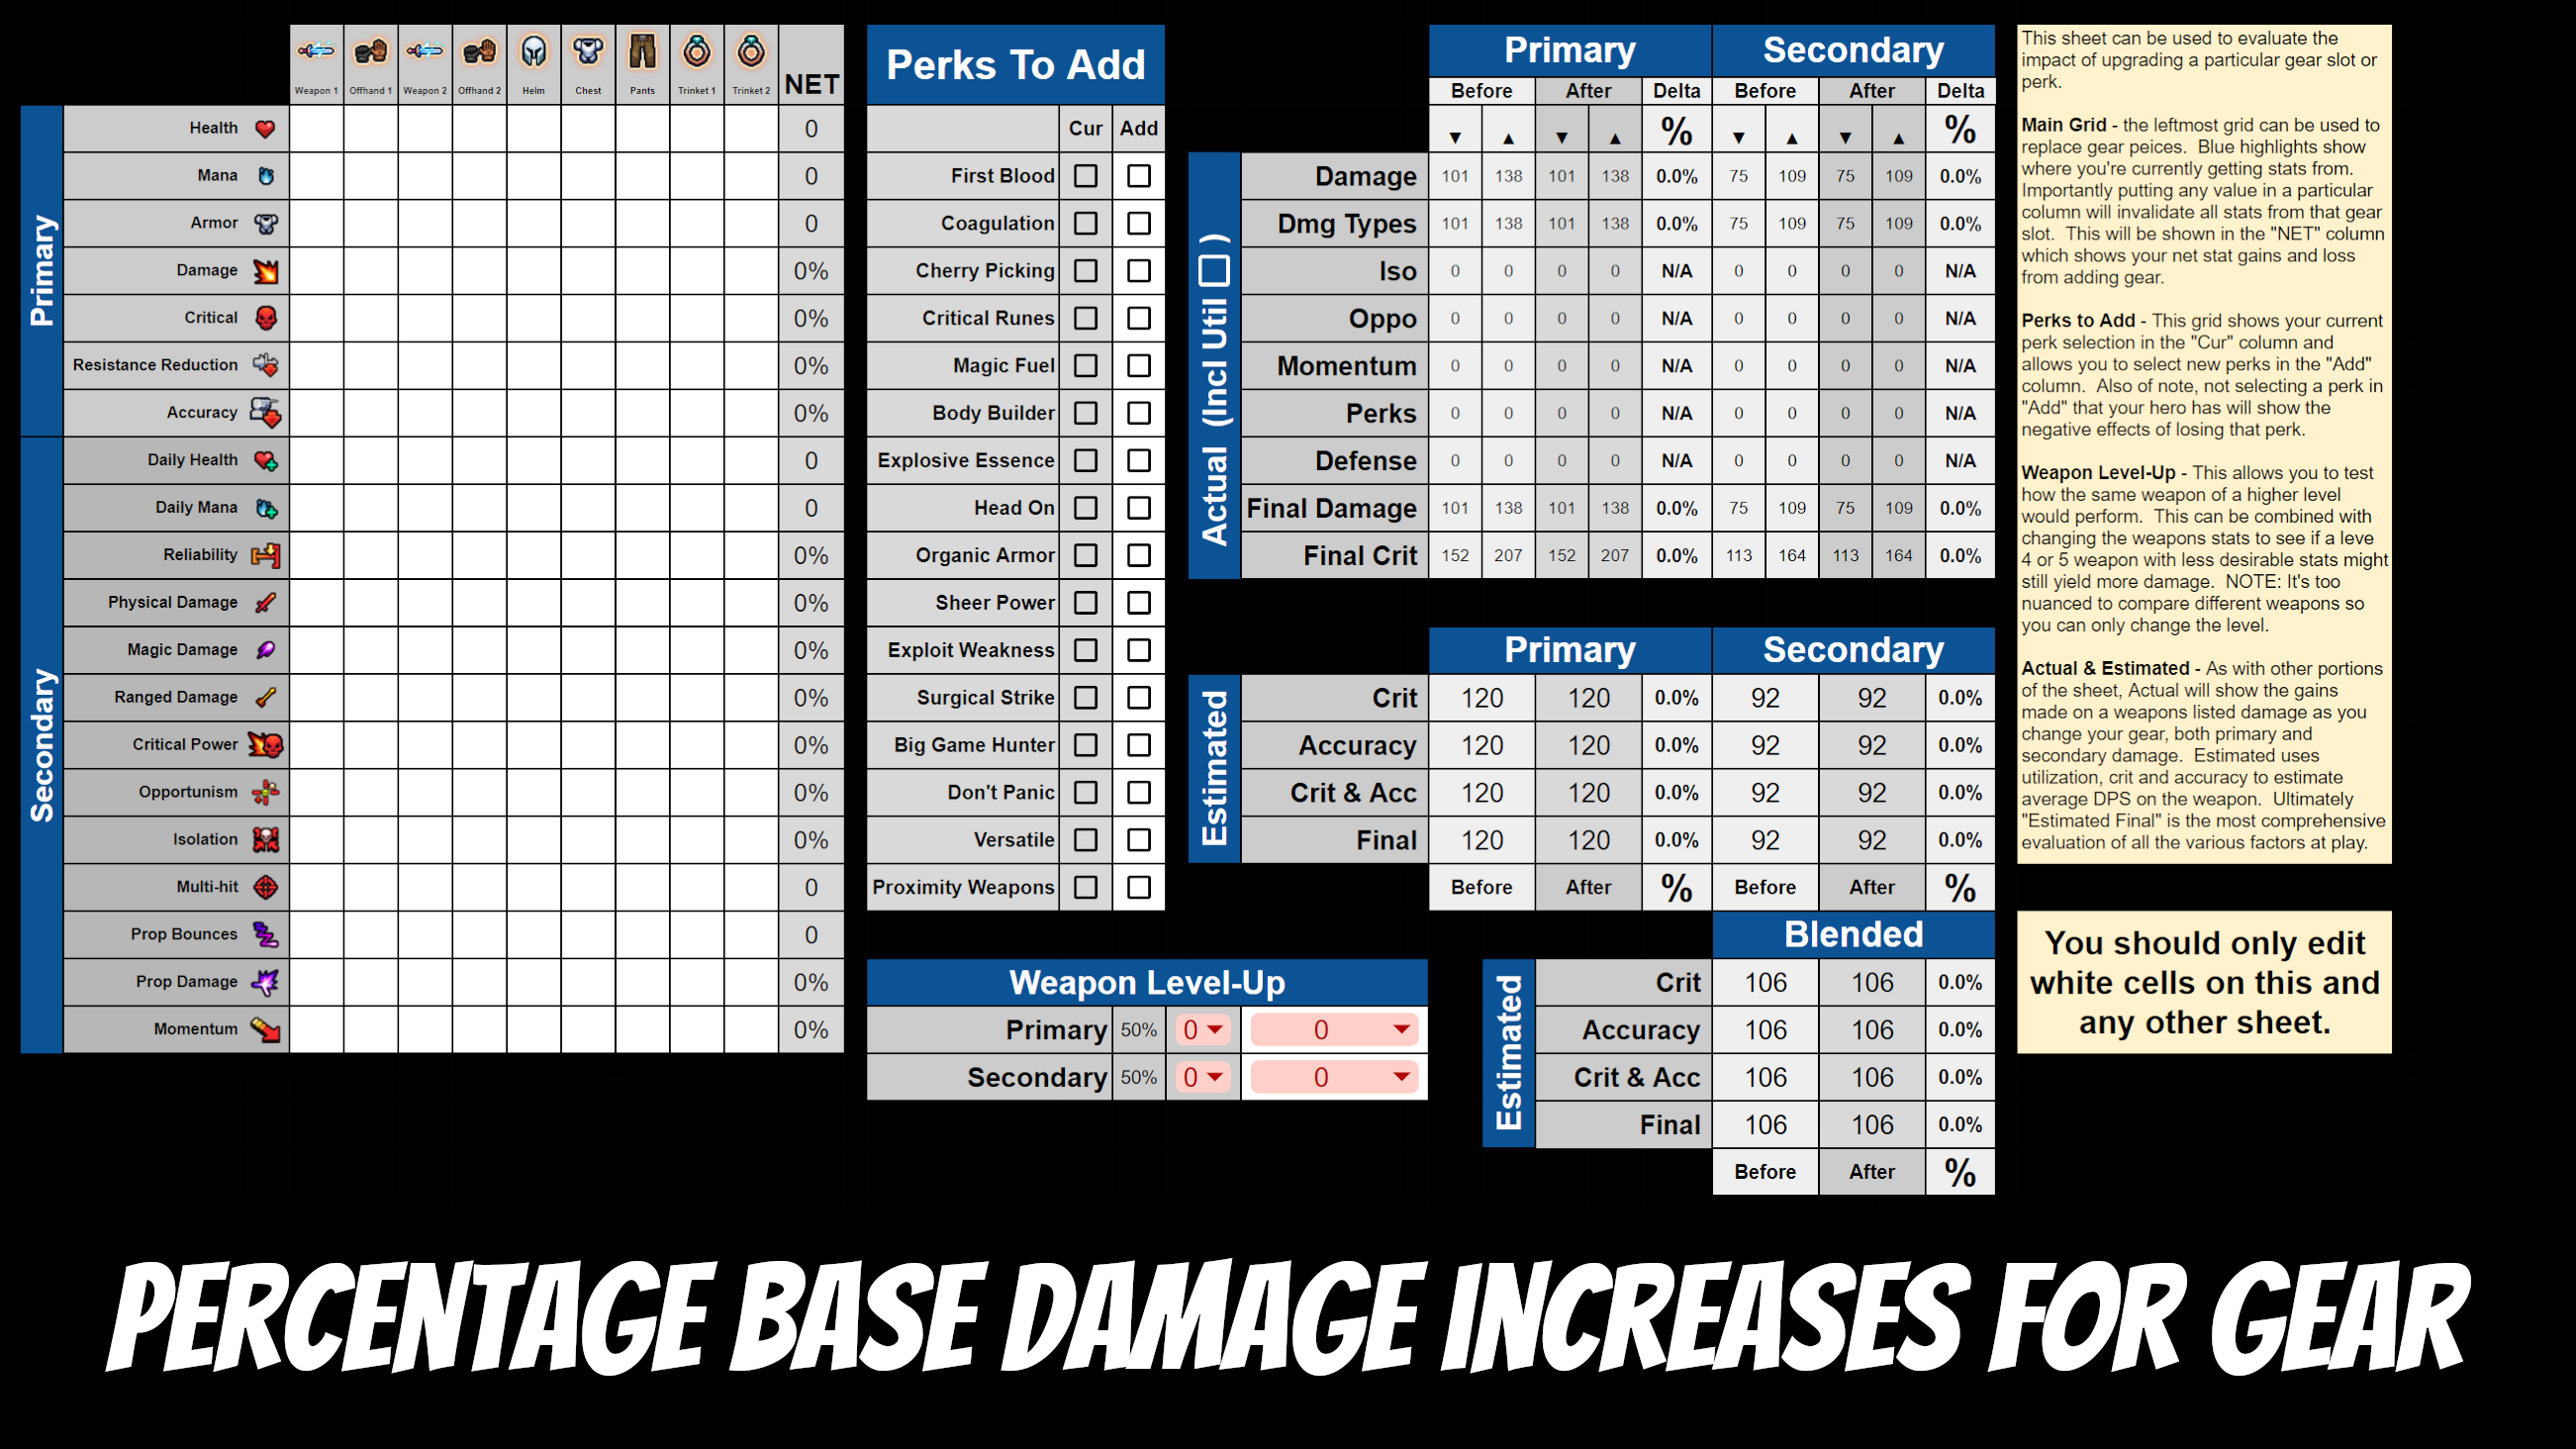 Weapon 1 Offhand 1 Weapon 2 Offhand 2 Helm Chest Pants Trinket 1 Trinket 2 NET
Primary
Health 0
Mana 0
Armor 0
Damage 0%
Critical 0%
Resistance Reduction 0%
Accuracy 0%
Secondary
Daily Health 0
Daily Mana 0
Reliability 0%
Physical Damage 0%
Magic Damage 0%
Ranged Damage 0%
Critical Power 0%
Opportunism 0%
Isolation 0%
Multi-hit 0
Prop Bounces 0
Prop Damage 0%
Momentum 0%
Perks To Add
Cur Add
First Blood
Coagulation
Cherry Picking
Critical Runes
Magic Fuel
Body Builder
Explosive Essence
Head On
Organic Armor
Sheer Power
Exploit Weakness
Surgical Strike
Big Game Hunter
Don't Panic
Versatile
Proximity Weapons
Weapon Level-Up
Primary 50% 0 0
Secondary 50% 0 0
Primary Secondary
Before After Delta Before After Delta
▼ ▲ ▼ ▲ % ▼ ▲ ▼ ▲ %
Actual (Incl Util )
Damage 101 138 101 138 0.0% 75 109 75 109 0.0%
Dmg Types 101 138 101 138 0.0% 75 109 75 109 0.0%
Iso 0 0 0 0 N/A 0 0 0 0 N/A
Oppo 0 0 0 0 N/A 0 0 0 0 N/A
Momentum 0 0 0 0 N/A 0 0 0 0 N/A
Perks 0 0 0 0 N/A 0 0 0 0 N/A
Defense 0 0 0 0 N/A 0 0 0 0 N/A
Final Damage 101 138 101 138 0.0% 75 109 75 109 0.0%
Final Crit 152 207 152 207 0.0% 113 164 113 164 0.0%
Primary Secondary
Estimated
Crit 120 120 0.0% 92 92 0.0%
Accuracy 120 120 0.0% 92 92 0.0%
Crit & Acc 120 120 0.0% 92 92 0.0%
Final 120 120 0.0% 92 92 0.0%
Before After % Before After %
Blended
Estimated
Crit 106 106 0.0%
Accuracy 106 106 0.0%
Crit & Acc 106 106 0.0%
Final 106 106 0.0%
Before After %
This sheet can be used to evaluate the
impact of upgrading a particular gear slot or
perk.
Main Grid - the leftmost grid can be used to
replace gear peices. Blue highlights show
where you're currently getting stats from.
Importantly putting any value in a particular
column will invalidate all stats from that gear
slot. This will be shown in the "NET" column
which shows your net stat gains and loss
from adding gear.
Perks to Add - This grid shows your current
perk selection in the "Cur" column and
allows you to select new perks in the "Add"
column. Also of note, not selecting a perk in
"Add" that your hero has will show the
negative effects of losing that perk.
Weapon Level-Up - This allows you to test
how the same weapon of a higher level
would perform. This can be combined with
changing the weapons stats to see if a leve
4 or 5 weapon with less desirable stats might
still yield more damage. NOTE: It's too
nuanced to compare different weapons so
you can only change the level.
Actual & Estimated - As with other portions
of the sheet, Actual will show the gains
made on a weapons listed damage as you
change your gear, both primary and
secondary damage. Estimated uses
utilization, crit and accuracy to estimate
average DPS on the weapon. Ultimately
"Estimated Final" is the most comprehensive
evaluation of all the various factors at play.
You should only edit
white cells on this and
any other sheet.
PERCENTAGE BASE DAMAGE INCREASES FOR GEAR